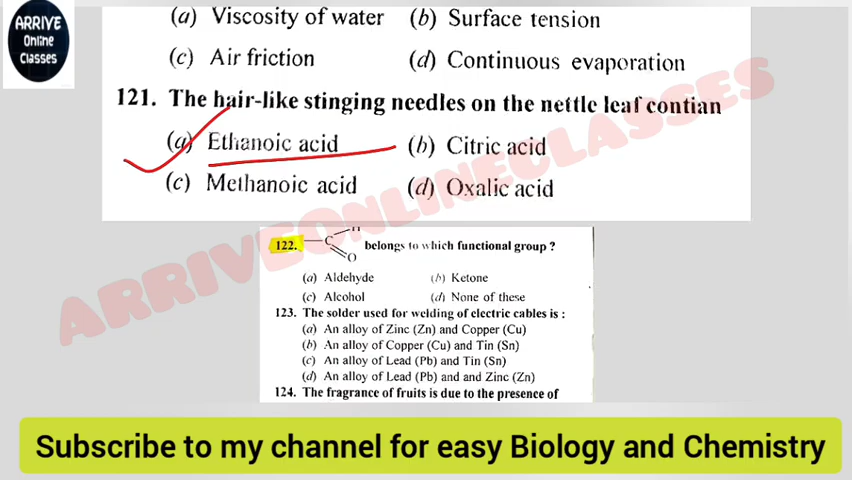 ARRIVE
Online
Classes
(a) Viscosity of water (b) Surface tension
(c) Air friction (d) Continuous evaporation
121. The hair-like stinging needles on the nettle leaf contian
(a) Ethanoic acid (b) Citric acid
(c) Methanoic acid (d) Oxalic acid
ARRIVEONLINECLASSES
122. —C H O belongs to which functional group ?
(a) Aldehyde (b) Ketone
(c) Alcohol (d) None of these
123. The solder used for welding of electric cables is :
(a) An alloy of Zinc (Zn) and Copper (Cu)
(b) An alloy of Copper (Cu) and Tin (Sn)
(c) An alloy of Lead (Pb) and Tin (Sn)
(d) An alloy of Lead (Pb) and and Zinc (Zn)
124. The fragrance of fruits is due to the presence of
Subscribe to my channel for easy Biology and Chemistry